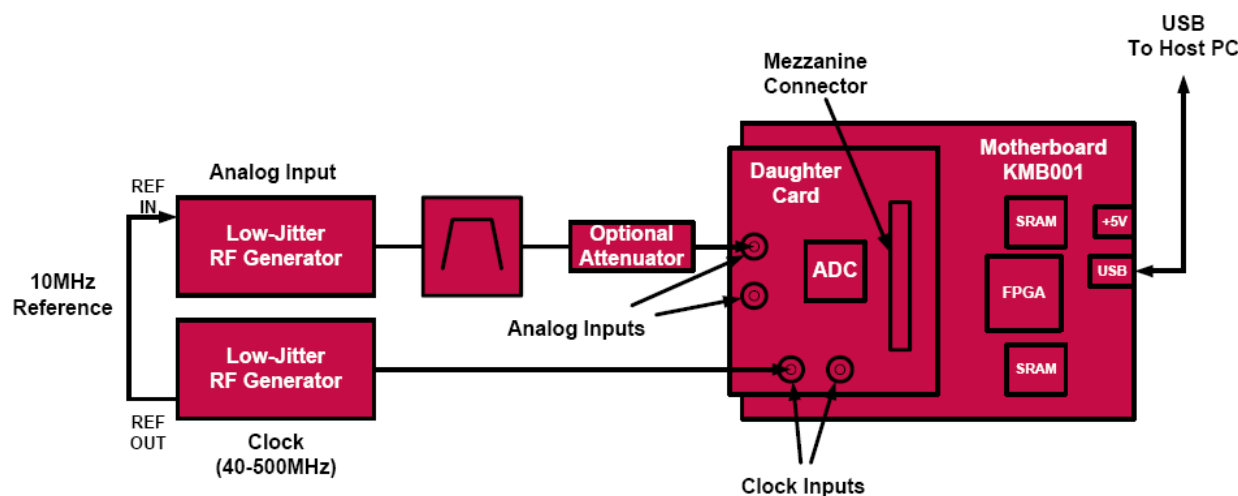 USB
To Host PC
Mezzanine
Connector
Motherboard
KMB001
Daughter
Card
Analog Input
REF
IN
Low-Jitter
RF Generator
Optional
Attenuator
ADC
SRAM
+5V
USB
FPGA
10MHz
Reference
Analog Inputs
Low-Jitter
RF Generator
SRAM
REF
OUT
Clock
(40-500MHz)
Clock Inputs